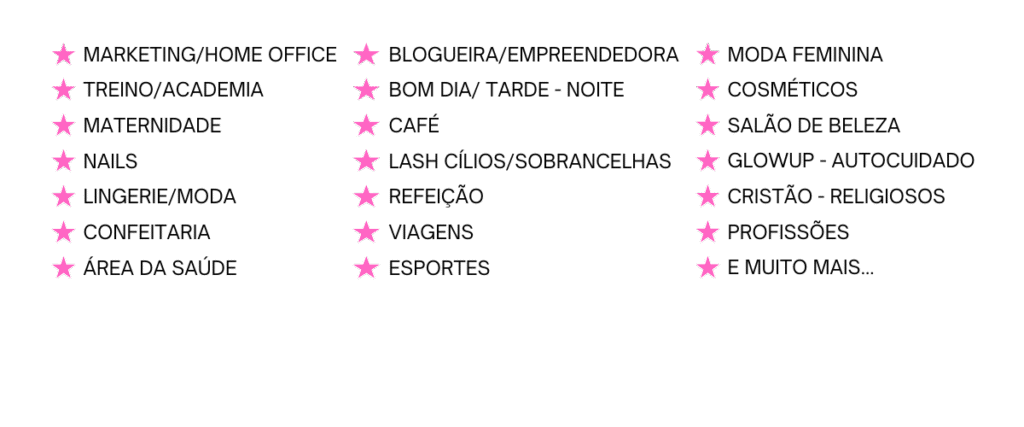 MARKETING/HOME OFFICE
TREINO/ACADEMIA
MATERNIDADE
NAILS
LINGERIE/MODA
CONFEITARIA
ÁREA DA SAÚDE
BLOGUEIRA/EMPREENDEDORA
BOM DIA/ TARDE - NOITE
CAFÉ
LASH CÍLIOS/SOBRANCELHAS
REFEIÇÃO
VIAGENS
ESPORTES
MODA FEMININA
COSMÉTICOS
SALÃO DE BELEZA
GLOWUP - AUTOCUIDADO
CRISTÃO - RELIGIOSOS
PROFISSÕES
E MUITO MAIS...